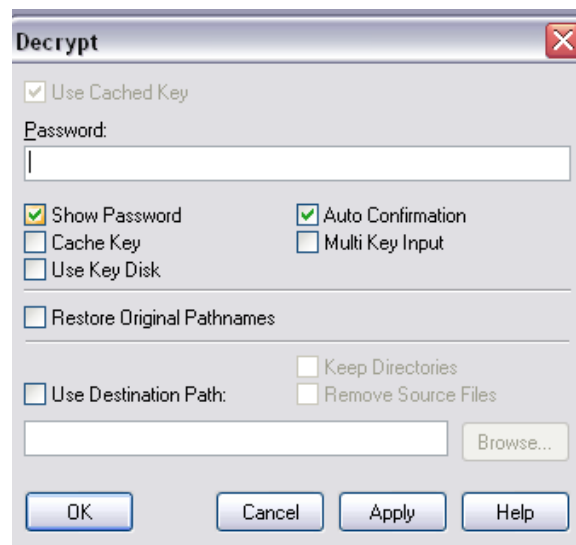 Decrypt
Use Cached Key
Password:
Show Password
Auto Confirmation
Cache Key
Multi Key Input
Use Key Disk
Restore Original Pathnames
Keep Directories
Use Destination Path:
Remove Source Files
Browse...
OK
Cancel
Apply
Help